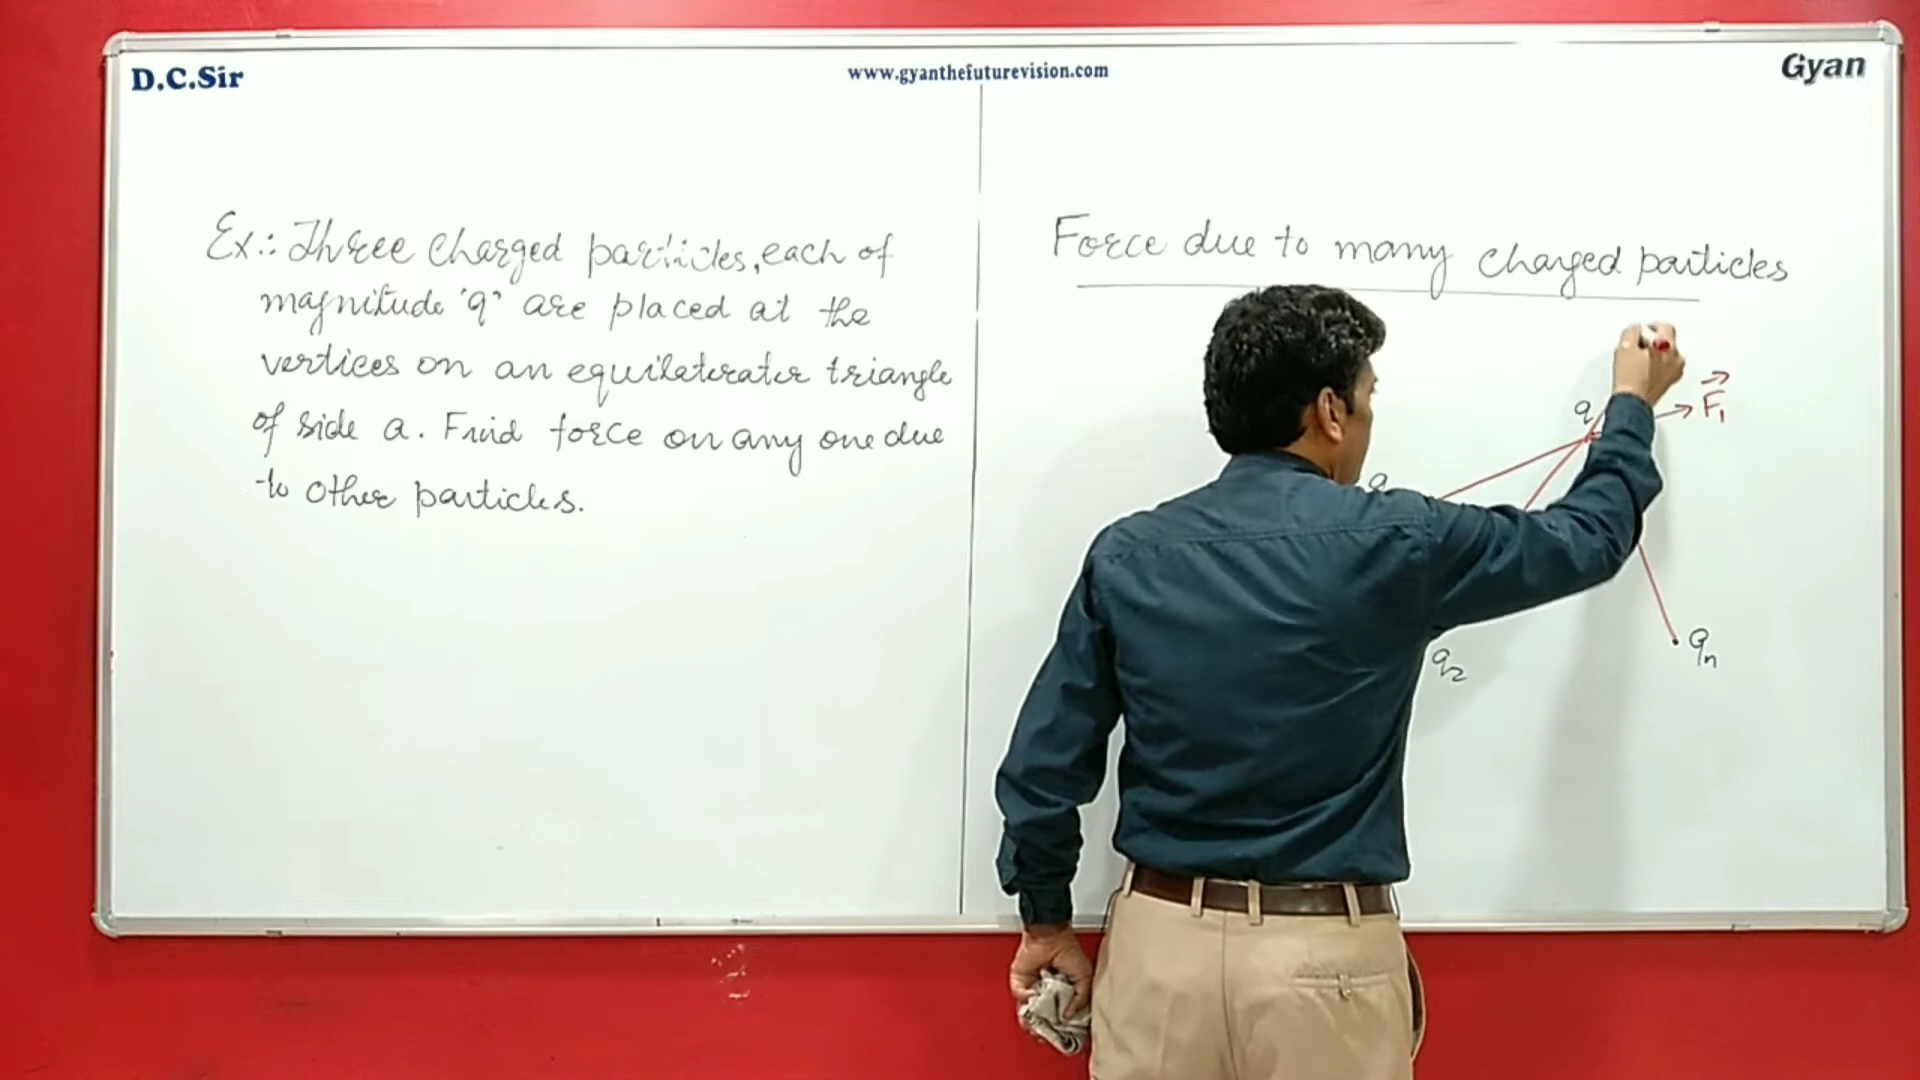 D.C.Sir
www.gyanthefuturevision.com
Gyan
Ex.: Three charged particles, each of
magnitude 'q' are placed at the
vertices on an equilaterater triangle
of side a. Find force on any one due
to other particles.
Force due to many charged particles
q
F₁
q
q₂
qₙ